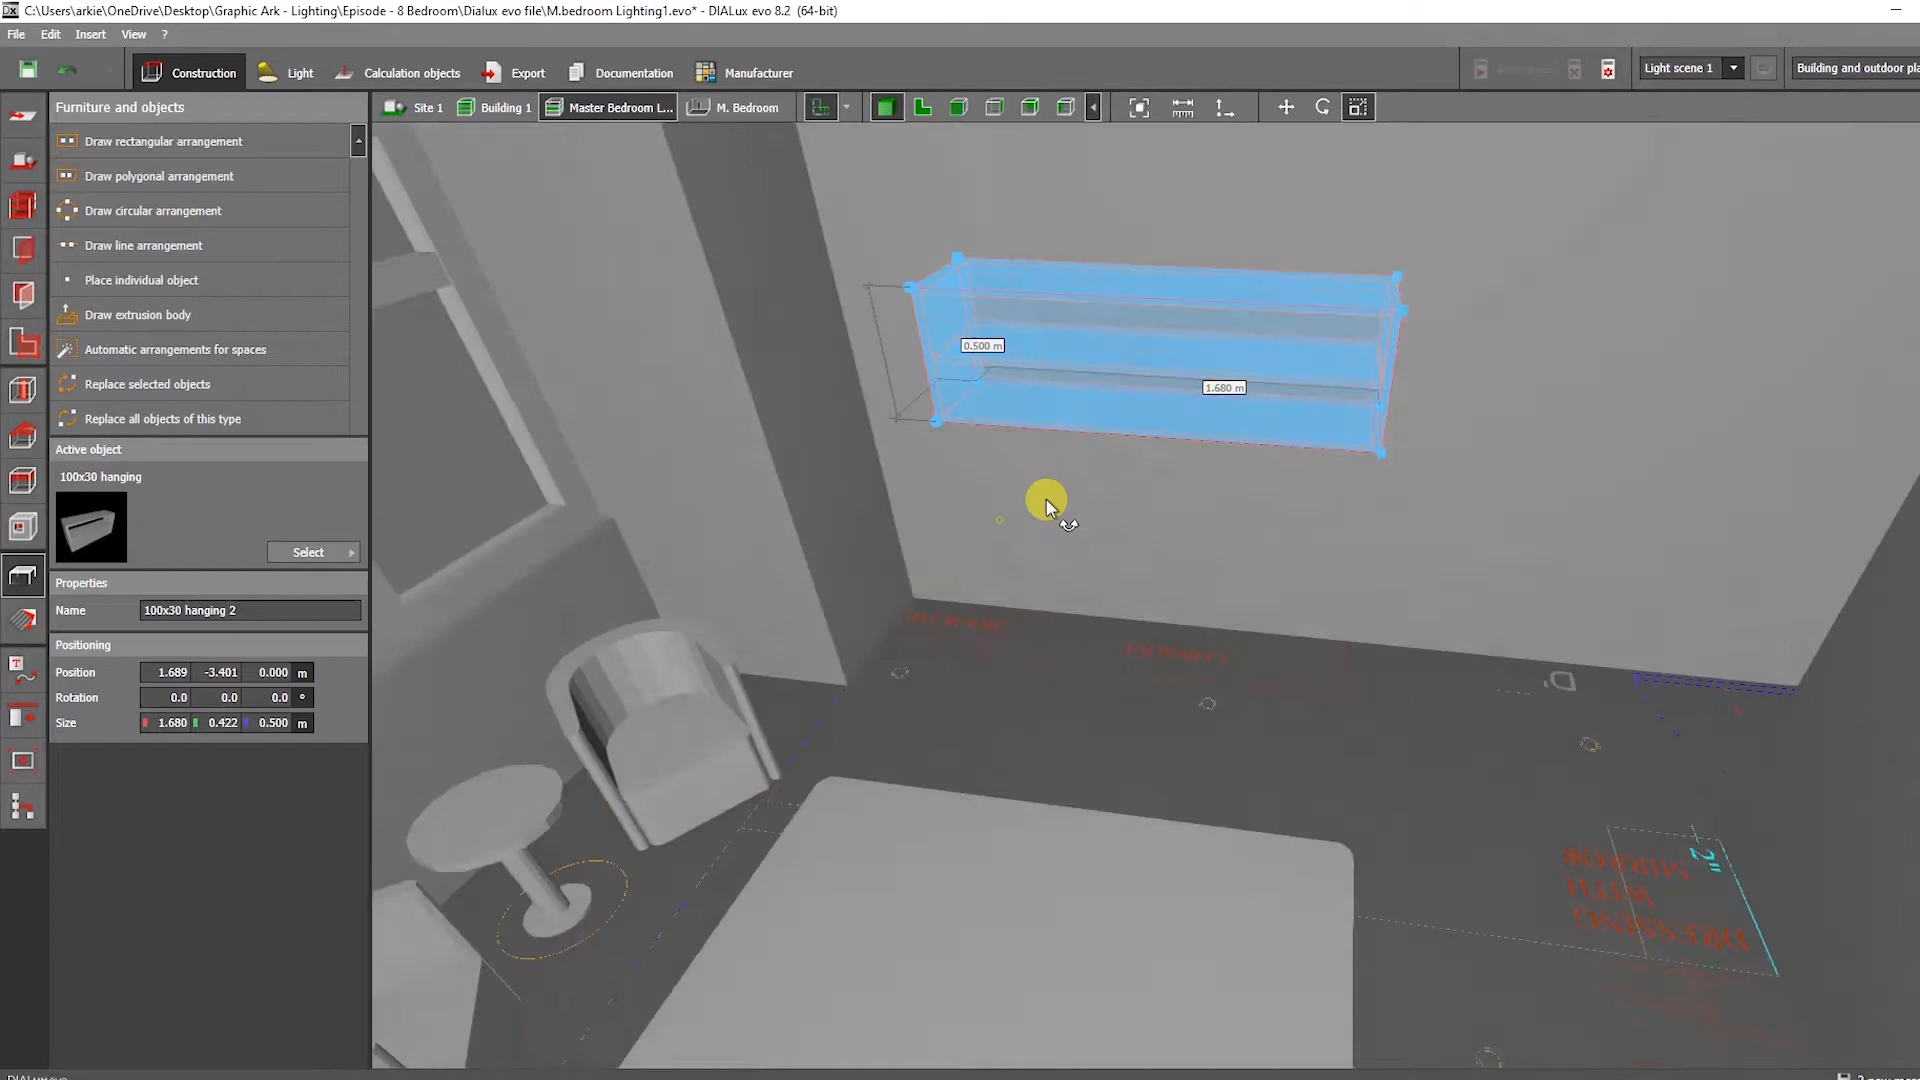 C:\Users\arkie\OneDrive\Desktop\Graphic Ark - Lighting\Episode - 8 Bedroom\Dialux evo file\M.bedroom Lighting1.evo* - DIALux evo 8.2 (64-bit)
File Edit Insert View ?
Construction Light Calculation objects Export Documentation Manufacturer Light scene 1 Building and outdoor pla
Furniture and objects Site 1 Building 1 Master Bedroom L... M. Bedroom
Draw rectangular arrangement
Draw polygonal arrangement
Draw circular arrangement
Draw line arrangement
Place individual object
Draw extrusion body
Automatic arrangements for spaces
Replace selected objects
Replace all objects of this type
Active object
100x30 hanging
Select
Properties
Name 100x30 hanging 2
Positioning
Position 1.689 -3.401 0.000 m
Rotation 0.0 0.0 0.0 °
Size 1.680 0.422 0.500 m
0.500 m
1.680 m
2"
MIRROR
WITH
DRESSING